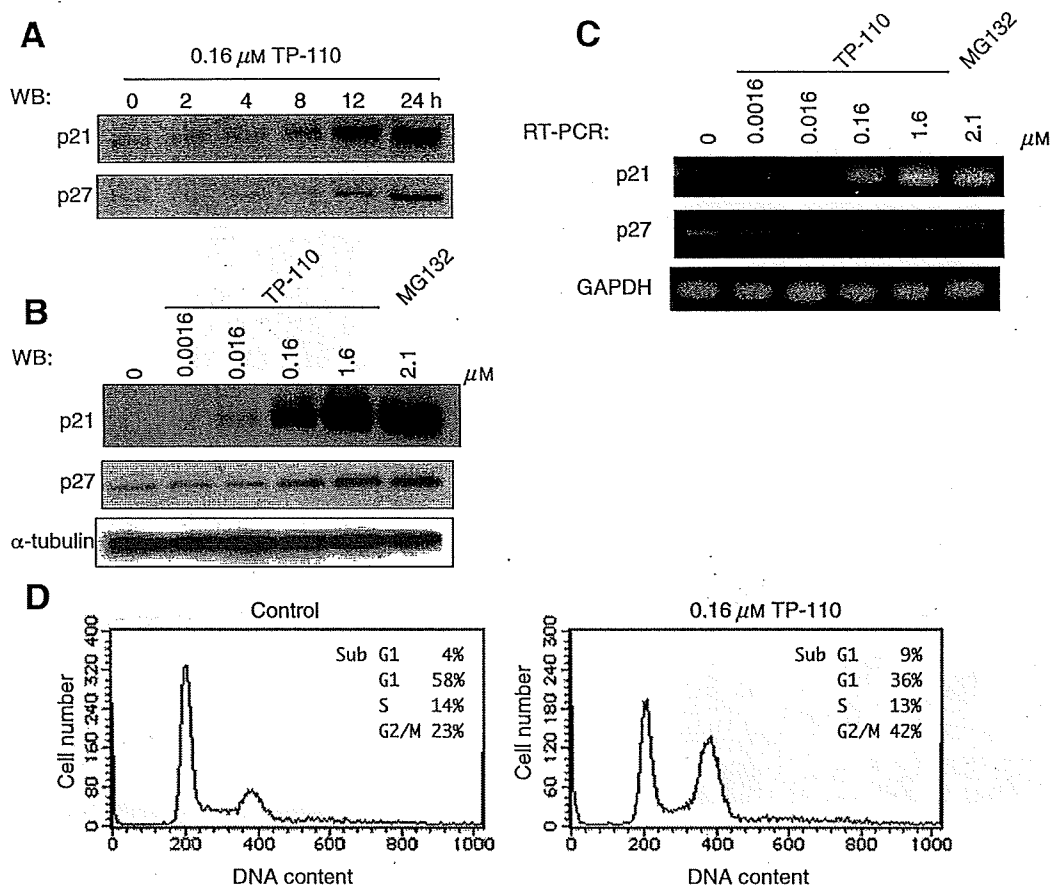 A
0.16 μM TP-110
WB: 0 2 4 8 12 24 h
p21
p27
B
TP-110 MG132
WB: 0 0.0016 0.016 0.16 1.6 2.1 μM
p21
p27
α-tubulin
C
TP-110 MG132
RT-PCR: 0 0.0016 0.016 0.16 1.6 2.1 μM
p21
p27
GAPDH
D
Control
Cell number
0 80 160 240 320 400
Sub G1 4%
G1 58%
S 14%
G2/M 23%
0 200 400 600 800 1000
DNA content
0.16 μM TP-110
Cell number
0 60 120 180 240 300
Sub G1 9%
G1 36%
S 13%
G2/M 42%
0 200 400 600 800 1000
DNA content